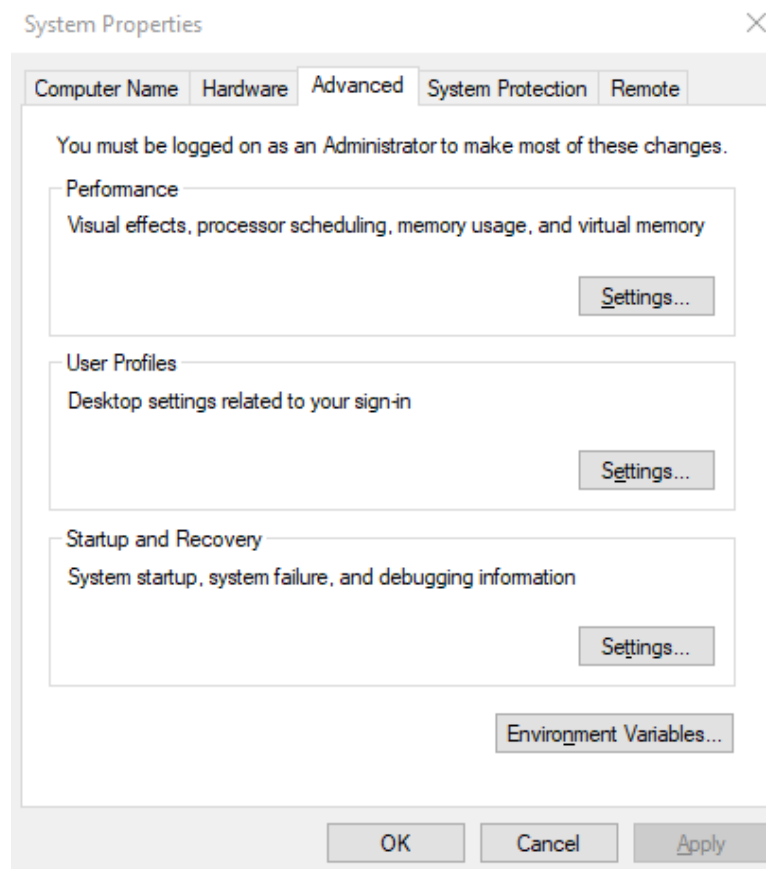 System Properties
Computer Name Hardware Advanced System Protection Remote
You must be logged on as an Administrator to make most of these changes.
Performance
Visual effects, processor scheduling, memory usage, and virtual memory
Settings...
User Profiles
Desktop settings related to your sign-in
Settings...
Startup and Recovery
System startup, system failure, and debugging information
Settings...
Environment Variables...
OK Cancel Apply